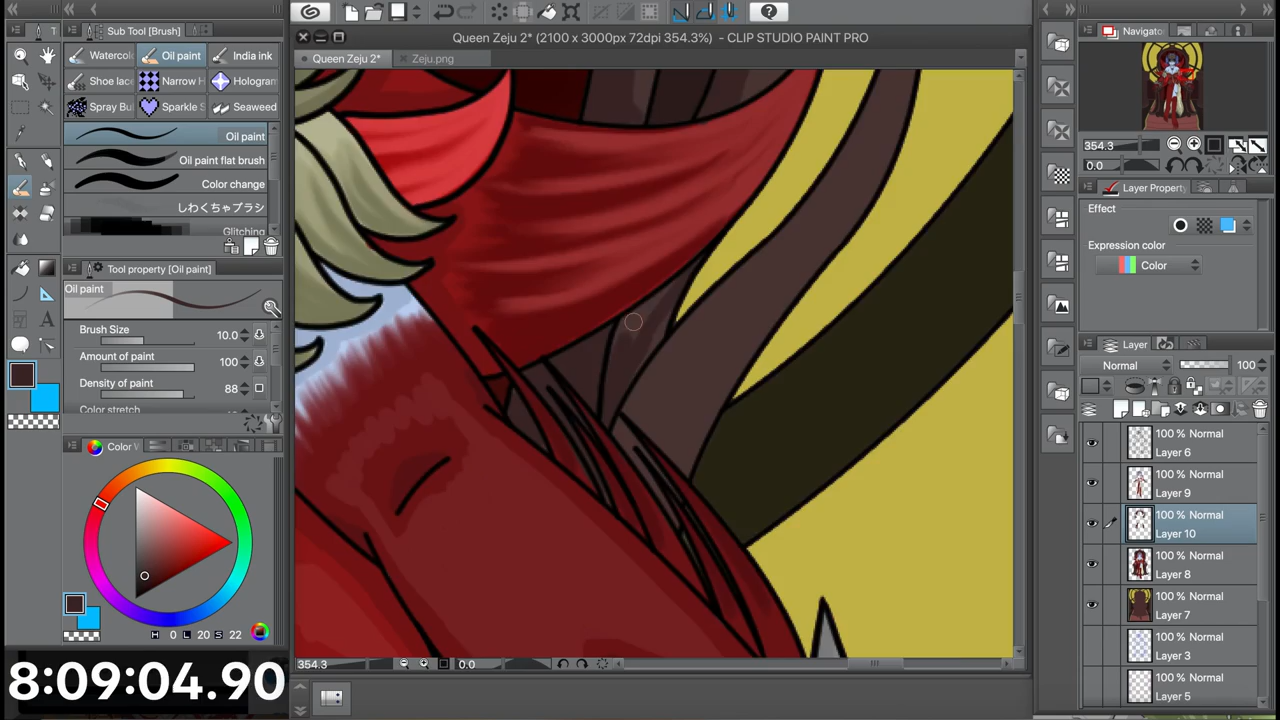 Queen Zeju 2* (2100 x 3000px 72dpi 354.3%) - CLIP STUDIO PAINT PRO
Queen Zeju 2*
Zeju.png
T
Sub Tool [Brush]
Watercol
Oil paint
India ink
Shoe lace
Narrow H
Hologram
Spray Bu
Sparkle S
Seaweed
Oil paint
Oil paint flat brush
Color change
しわくちゃブラシ
Glitching
Tool property [Oil paint]
Oil paint
Brush Size
10.0
Amount of paint
100
Density of paint
88
Color stretch
Color
H 0 L 20 S 22
8:09:04.90
354.3
0.0
Navigator
354.3
0.0
Layer Property
Effect
Expression color
Color
Layer
Normal
100
100 % Normal
Layer 6
100 % Normal
Layer 9
100 % Normal
Layer 10
100 % Normal
Layer 8
100 % Normal
Layer 7
100 % Normal
Layer 3
100 % Normal
Layer 5